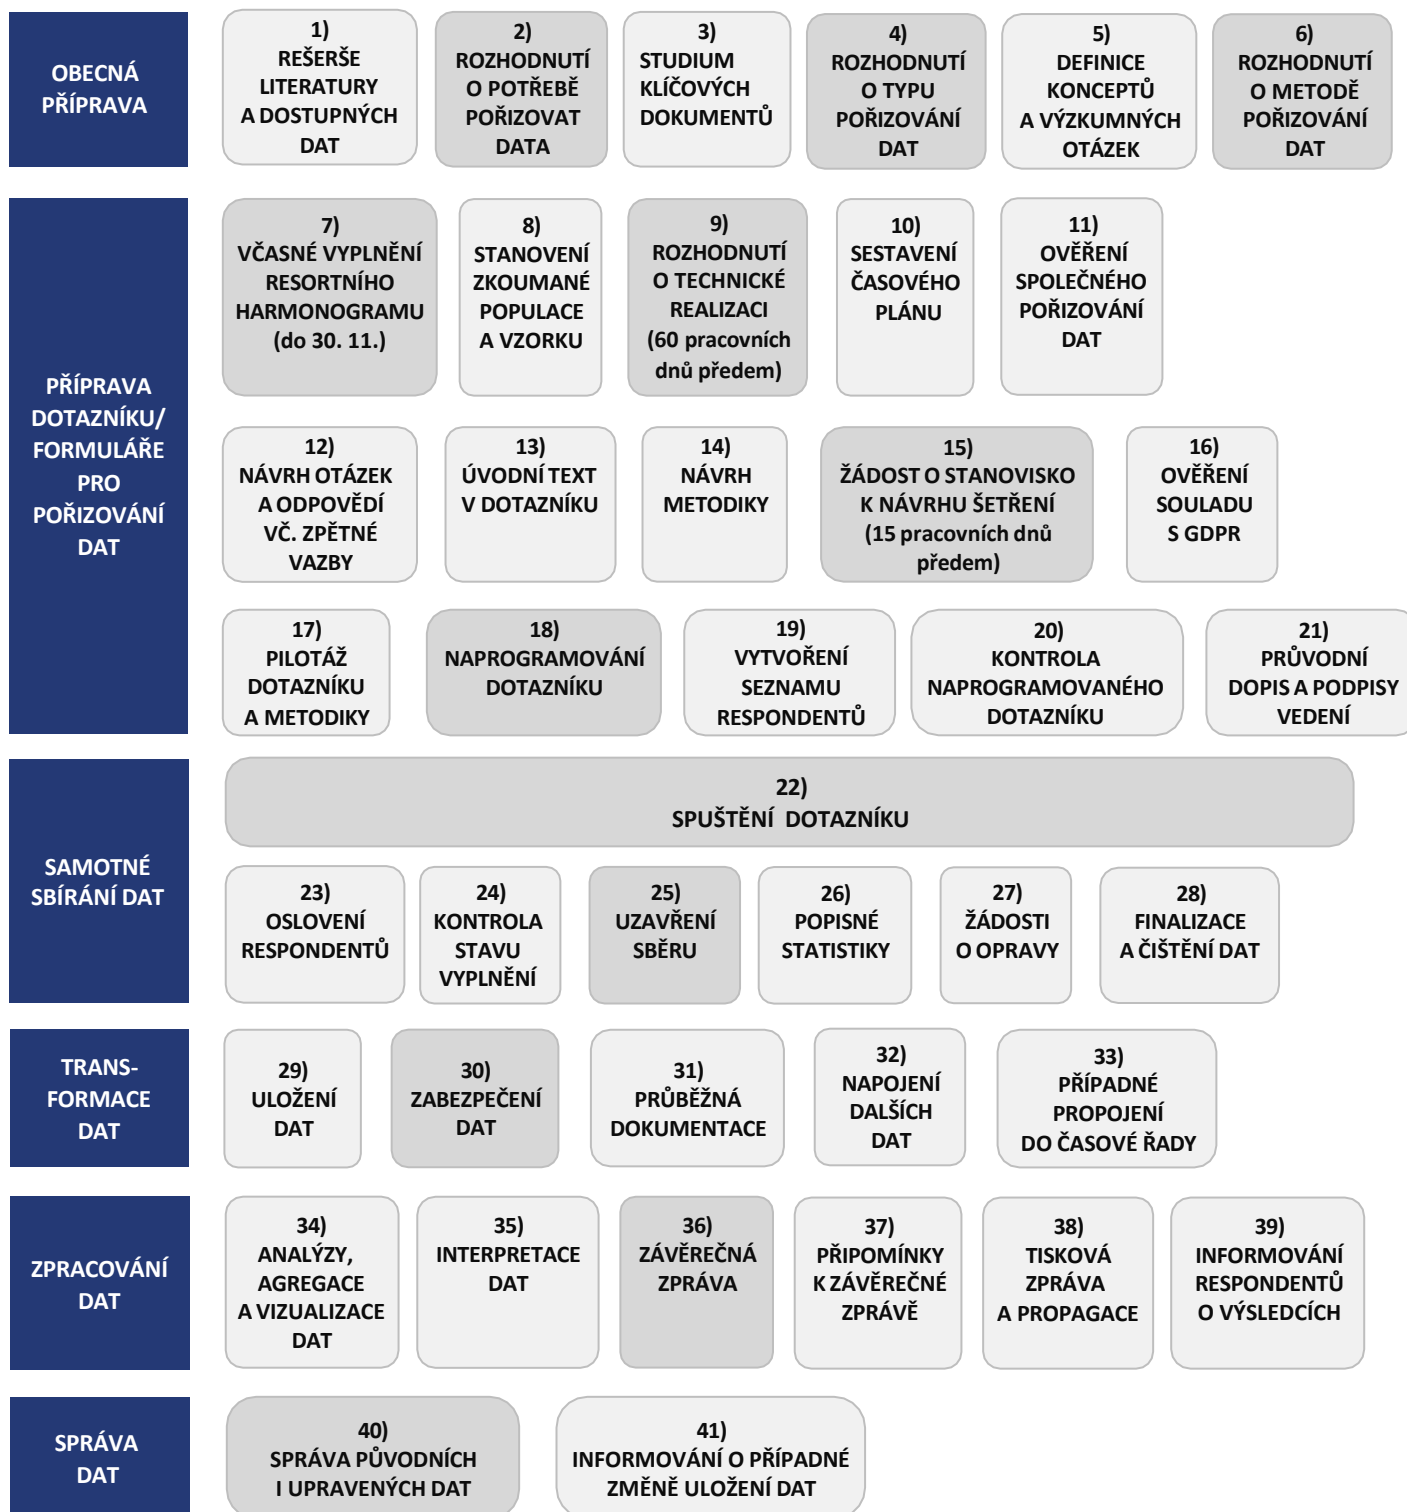 OBECNÁ
PŘÍPRAVA
1)
REŠERŠE
LITERATURY
A DOSTUPNÝCH
DAT
2)
ROZHODNUTÍ
O POTŘEBĚ
POŘIZOVAT
DATA
3)
STUDIUM
KLÍČOVÝCH
DOKUMENTŮ
4)
ROZHODNUTÍ
O TYPU
POŘIZOVÁNÍ
DAT
5)
DEFINICE
KONCEPTŮ
A VÝZKUMNÝCH
OTÁZEK
6)
ROZHODNUTÍ
O METODĚ
POŘIZOVÁNÍ
DAT
PŘÍPRAVA
DOTAZNÍKU/
FORMULÁŘE
PRO
POŘIZOVÁNÍ
DAT
7)
VČASNÉ VYPLNĚNÍ
RESORTNÍHO
HARMONOGRAMU
(do 30. 11.)
8)
STANOVENÍ
ZKOUMANÉ
POPULACE
A VZORKU
9)
ROZHODNUTÍ
O TECHNICKÉ
REALIZACI
(60 pracovních
dnů předem)
10)
SESTAVENÍ
ČASOVÉHO
PLÁNU
11)
OVĚŘENÍ
SPOLEČNÉHO
POŘIZOVÁNÍ
DAT
12)
NÁVRH OTÁZEK
A ODPOVĚDÍ
VČ. ZPĚTNÉ
VAZBY
13)
ÚVODNÍ TEXT
V DOTAZNÍKU
14)
NÁVRH
METODIKY
15)
ŽÁDOST O STANOVISKO
K NÁVRHU ŠETŘENÍ
(15 pracovních dnů
předem)
16)
OVĚŘENÍ
SOULADU
S GDPR
17)
PILOTÁŽ
DOTAZNÍKU
A METODIKY
18)
NAPROGRAMOVÁNÍ
DOTAZNÍKU
19)
VYTVOŘENÍ
SEZNAMU
RESPONDENTŮ
20)
KONTROLA
NAPROGRAMOVANÉHO
DOTAZNÍKU
21)
PRŮVODNÍ
DOPIS A PODPISY
VEDENÍ
SAMOTNÉ
SBÍRÁNÍ DAT
22)
SPUŠTĚNÍ DOTAZNÍKU
23)
OSLOVENÍ
RESPONDENTŮ
24)
KONTROLA
STAVU
VYPLNĚNÍ
25)
UZAVŘENÍ
SBĚRU
26)
POPISNÉ
STATISTIKY
27)
ŽÁDOSTI
O OPRAVY
28)
FINALIZACE
A ČIŠTĚNÍ DAT
TRANS-
FORMACE
DAT
29)
ULOŽENÍ
DAT
30)
ZABEZPEČENÍ
DAT
31)
PRŮBĚŽNÁ
DOKUMENTACE
32)
NAPOJENÍ
DALŠÍCH
DAT
33)
PŘÍPADNÉ
PROPOJENÍ
DO ČASOVÉ ŘADY
ZPRACOVÁNÍ
DAT
34)
ANALÝZY,
AGREGACE
A VIZUALIZACE
DAT
35)
INTERPRETACE
DAT
36)
ZÁVĚREČNÁ
ZPRÁVA
37)
PŘIPOMÍNKY
K ZÁVĚREČNÉ
ZPRÁVĚ
38)
TISKOVÁ
ZPRÁVA
A PROPAGACE
39)
INFORMOVÁNÍ
RESPONDENTŮ
O VÝSLEDCÍCH
SPRÁVA
DAT
40)
SPRÁVA PŮVODNÍCH
I UPRAVENÝCH DAT
41)
INFORMOVÁNÍ O PŘÍPADNÉ
ZMĚNĚ ULOŽENÍ DAT